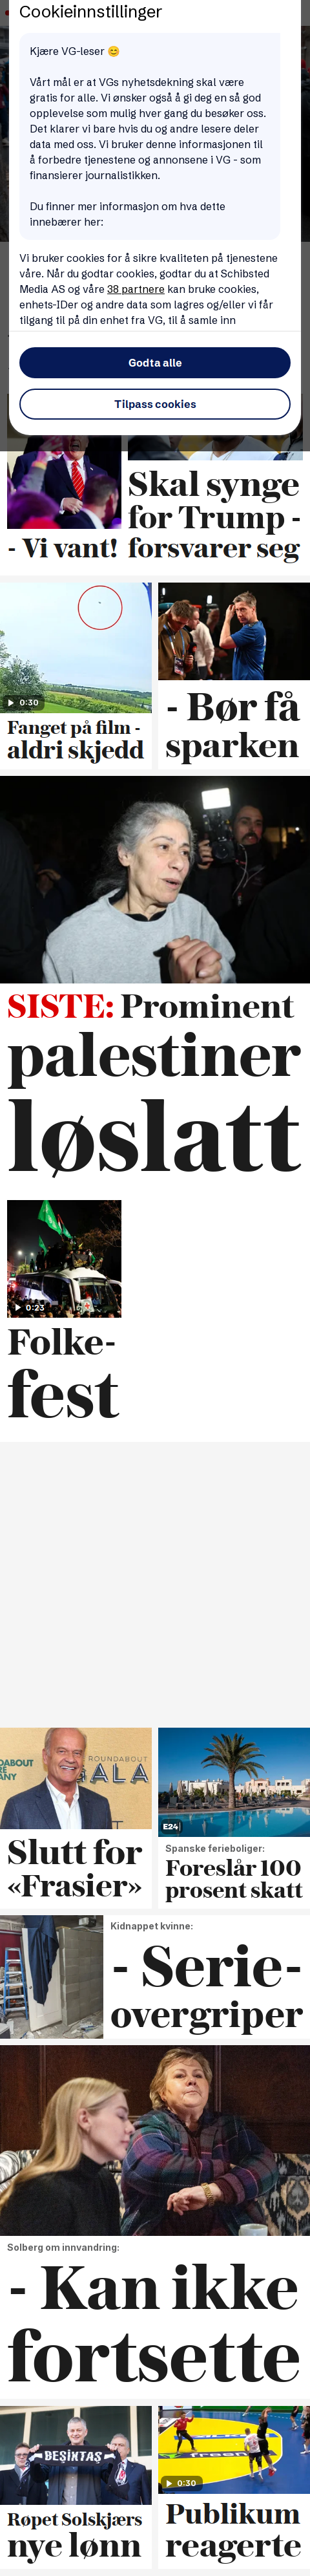 Cookieinnstillinger
Kjære VG-leser 😊
Vårt mål er at VGs nyhetsdekning skal være
gratis for alle. Vi ønsker også å gi deg en så god
opplevelse som mulig hver gang du besøker oss.
Det klarer vi bare hvis du og andre lesere deler
data med oss. Vi bruker denne informasjonen til
å forbedre tjenestene og annonsene i VG - som
finansierer journalistikken.
Du finner mer informasjon om hva dette
innebærer her:
Vi bruker cookies for å sikre kvaliteten på tjenestene
våre. Når du godtar cookies, godtar du at Schibsted
Media AS og våre 38 partnere kan bruke cookies,
enhets-IDer og andre data som lagres og/eller vi får
tilgang til på din enhet fra VG, til å samle inn
Godta alle
Tilpass cookies
- Vi vant!
Skal synge
for Trump -
forsvarer seg
0:30
Fanget på film -
aldri skjedd
- Bør få
sparken
SISTE: Prominent
palestiner
løslatt
0:23
Folke-
fest
DABOUT
RE
ANY
ROUNDABOUT
ALA
Slutt for
«Frasier»
E24
Spanske ferieboliger:
Foreslår 100
prosent skatt
Kidnappet kvinne:
- Serie-
overgriper
Solberg om innvandring:
- Kan ikke
fortsette
BEŞİKTAŞ
Røpet Solskjærs
nye lønn
0:30
Publikum
reagerte